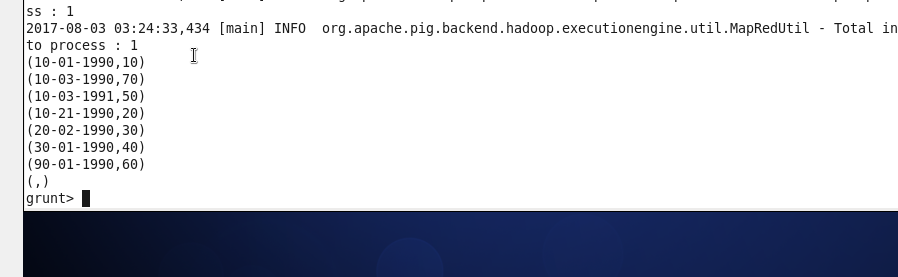 ss : 1
2017-08-03 03:24:33,434 [main] INFO  org.apache.pig.backend.hadoop.executionengine.util.MapRedUtil - Total in
to process : 1
(10-01-1990,10)
(10-03-1990,70)
(10-03-1991,50)
(10-21-1990,20)
(20-02-1990,30)
(30-01-1990,40)
(90-01-1990,60)
(,)
grunt>